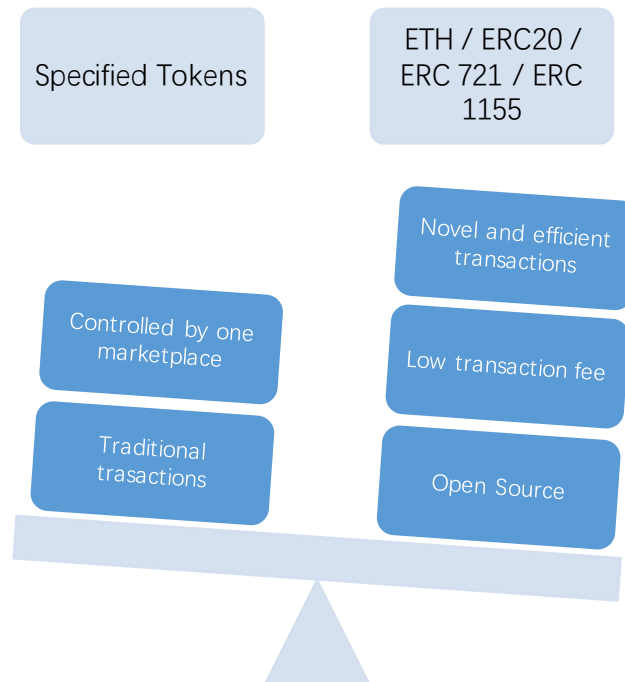 Specified Tokens
ETH / ERC20 /
ERC 721 / ERC
1155
Novel and efficient
transactions
Controlled by one
marketplace
Low transaction fee
Traditional
trasactions
Open Source